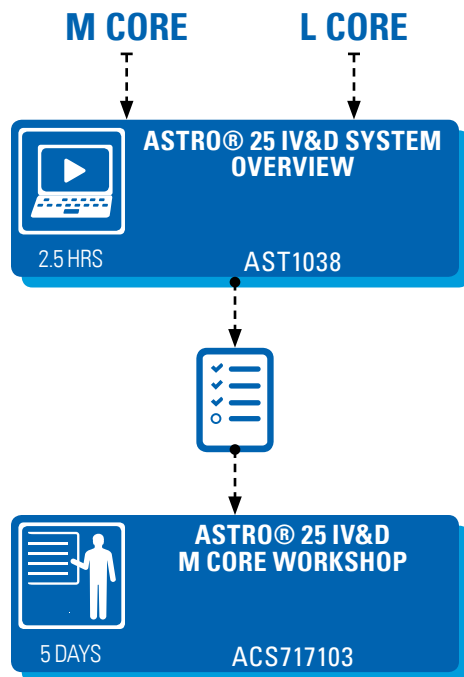 M CORE L CORE
ASTRO® 25 IV&D SYSTEM
OVERVIEW
2.5 HRS AST1038
ASTRO® 25 IV&D
M CORE WORKSHOP
5 DAYS ACS717103